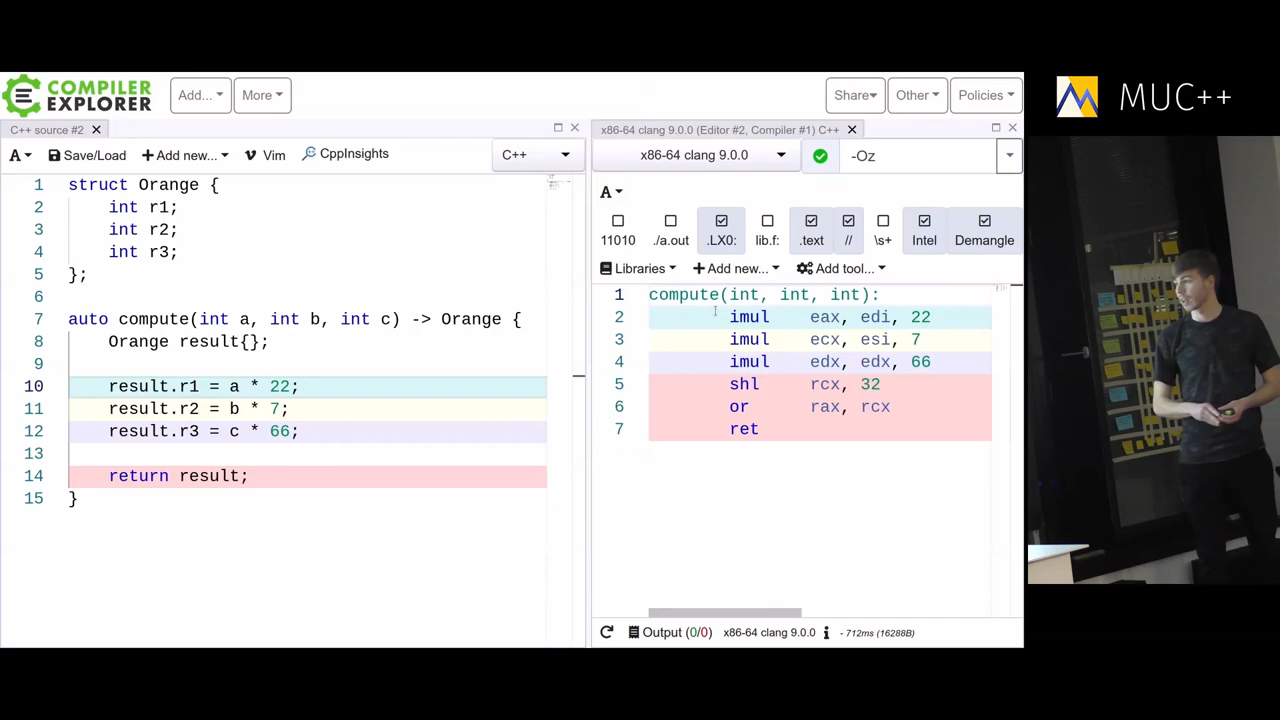 COMPILER
EXPLORER
Add...
More
Share
Other
Policies
MUC++
C++ source #2
A
Save/Load
Add new...
Vim
CppInsights
C++
1 struct Orange {
2 int r1;
3 int r2;
4 int r3;
5 };
6
7 auto compute(int a, int b, int c) -> Orange {
8 Orange result{};
9
10 result.r1 = a * 22;
11 result.r2 = b * 7;
12 result.r3 = c * 66;
13
14 return result;
15 }
x86-64 clang 9.0.0 (Editor #2, Compiler #1) C++
x86-64 clang 9.0.0
-Oz
A
11010
./a.out
.LX0:
lib.f:
.text
//
\s+
Intel
Demangle
Libraries
Add new...
Add tool...
1 compute(int, int, int):
2 imul eax, edi, 22
3 imul ecx, esi, 7
4 imul edx, edx, 66
5 shl rcx, 32
6 or rax, rcx
7 ret
Output (0/0) x86-64 clang 9.0.0 i - 712ms (16288B)